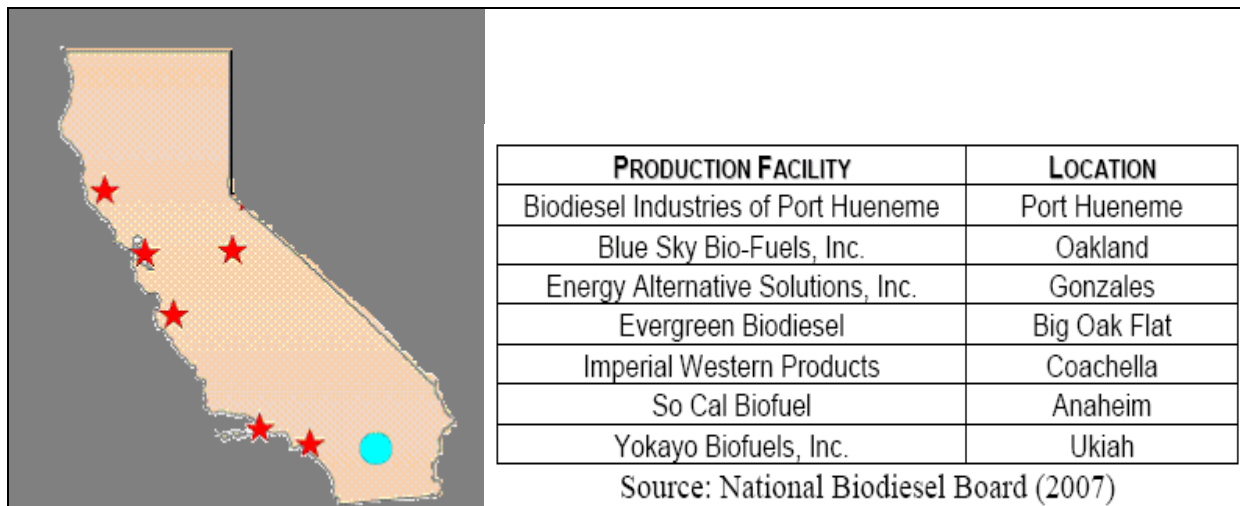 PRODUCTION FACILITY LOCATION
Biodiesel Industries of Port Hueneme Port Hueneme
Blue Sky Bio-Fuels, Inc. Oakland
Energy Alternative Solutions, Inc. Gonzales
Evergreen Biodiesel Big Oak Flat
Imperial Western Products Coachella
So Cal Biofuel Anaheim
Yokayo Biofuels, Inc. Ukiah
Source: National Biodiesel Board (2007)